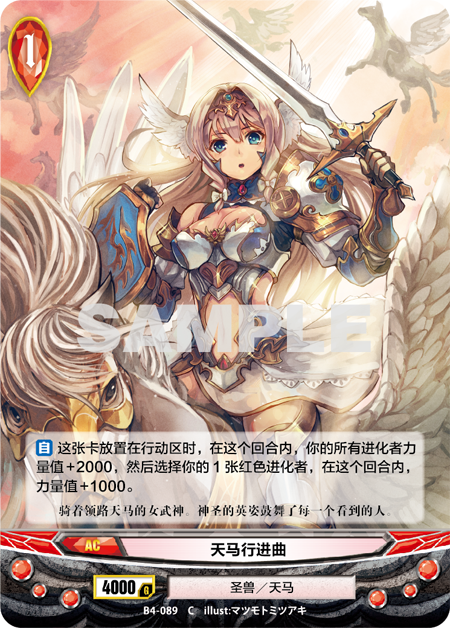 1
SAMPLE
自 这张卡放置在行动区时，在这个回合内，你的所有进化者力
量值+2000，然后选择你的1张红色进化者，在这个回合内，
力量值+1000。
骑着领路天马的女武神。神圣的英姿鼓舞了每一个看到的人。
AC
天马行进曲
4000 G
圣兽／天马
B4-089 C illust:マツモトミツアキ